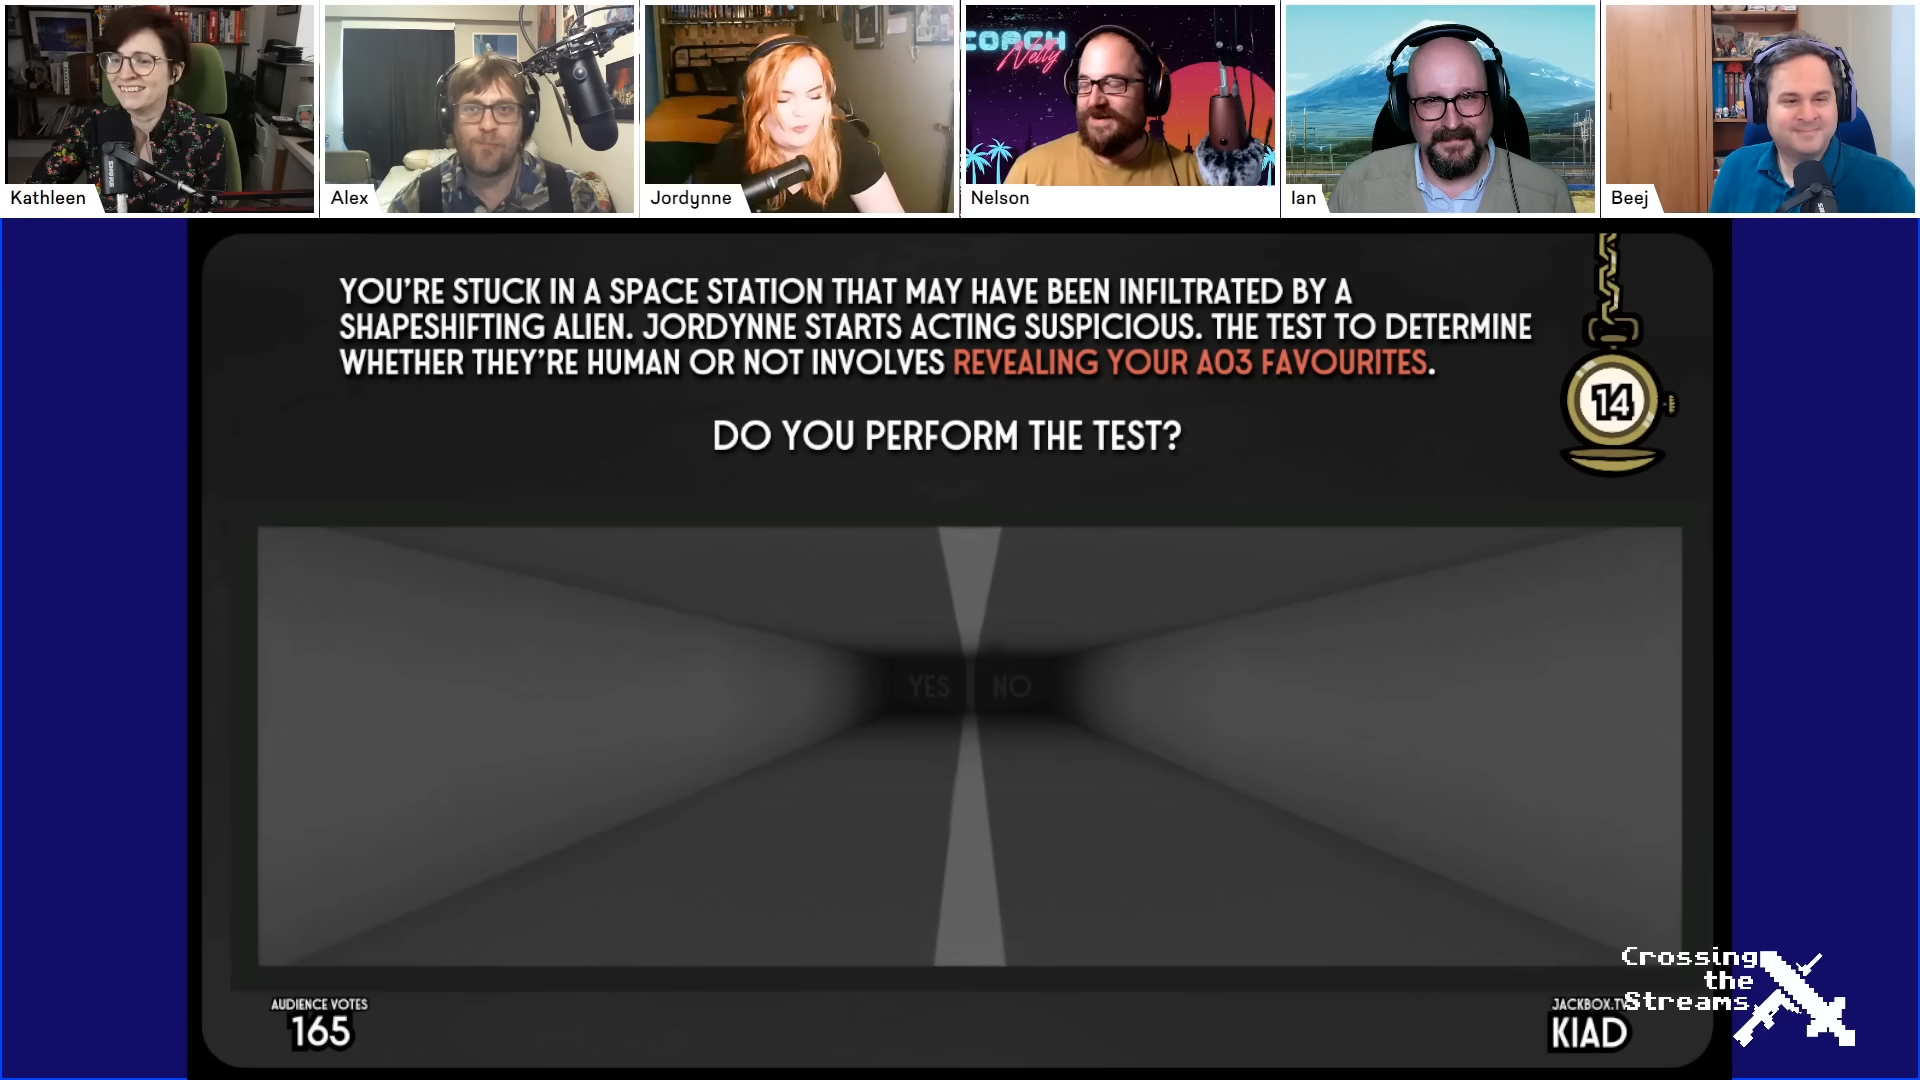 COACH
Nelly
Kathleen
Alex
Jordynne
Nelson
Ian
Beej
YOU'RE STUCK IN A SPACE STATION THAT MAY HAVE BEEN INFILTRATED BY A
SHAPESHIFTING ALIEN. JORDYNNE STARTS ACTING SUSPICIOUS. THE TEST TO DETERMINE
WHETHER THEY'RE HUMAN OR NOT INVOLVES REVEALING YOUR AO3 FAVOURITES.
14
DO YOU PERFORM THE TEST?
YES NO
AUDIENCE VOTES
165
JACKBOX.TV
KIAD
Crossing
the
Streams